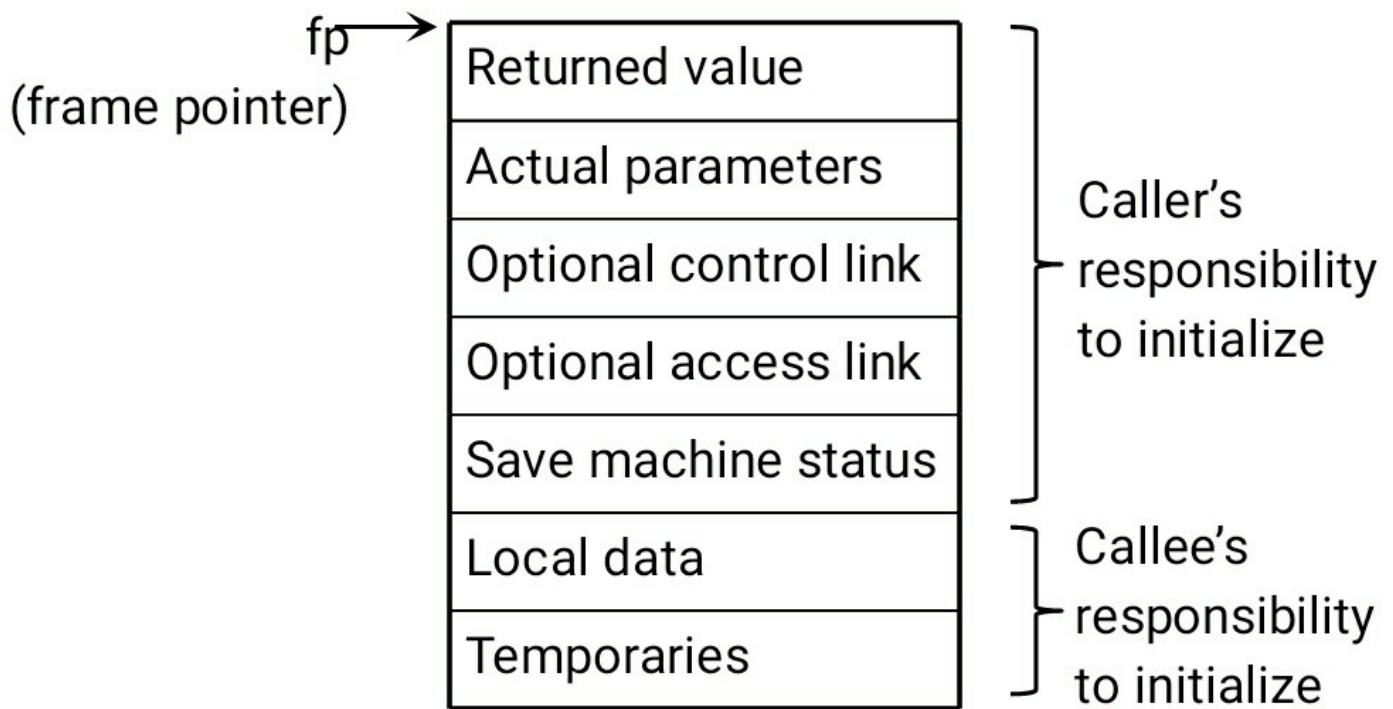 fp
(frame pointer)
Returned value
Actual parameters
Optional control link
Optional access link
Save machine status
Local data
Temporaries
Caller’s
responsibility
to initialize
Callee’s
responsibility
to initialize